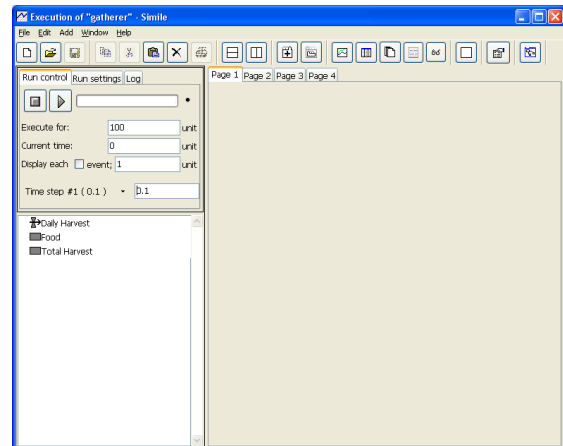 Execution of "gatherer" - Simile
File Edit Add Window Help
Run control Run settings Log
Page 1 Page 2 Page 3 Page 4
Execute for: 100 unit
Current time: 0 unit
Display each event; 1 unit
Time step #1 ( 0.1 ) 0.1
Daily Harvest
Food
Total Harvest